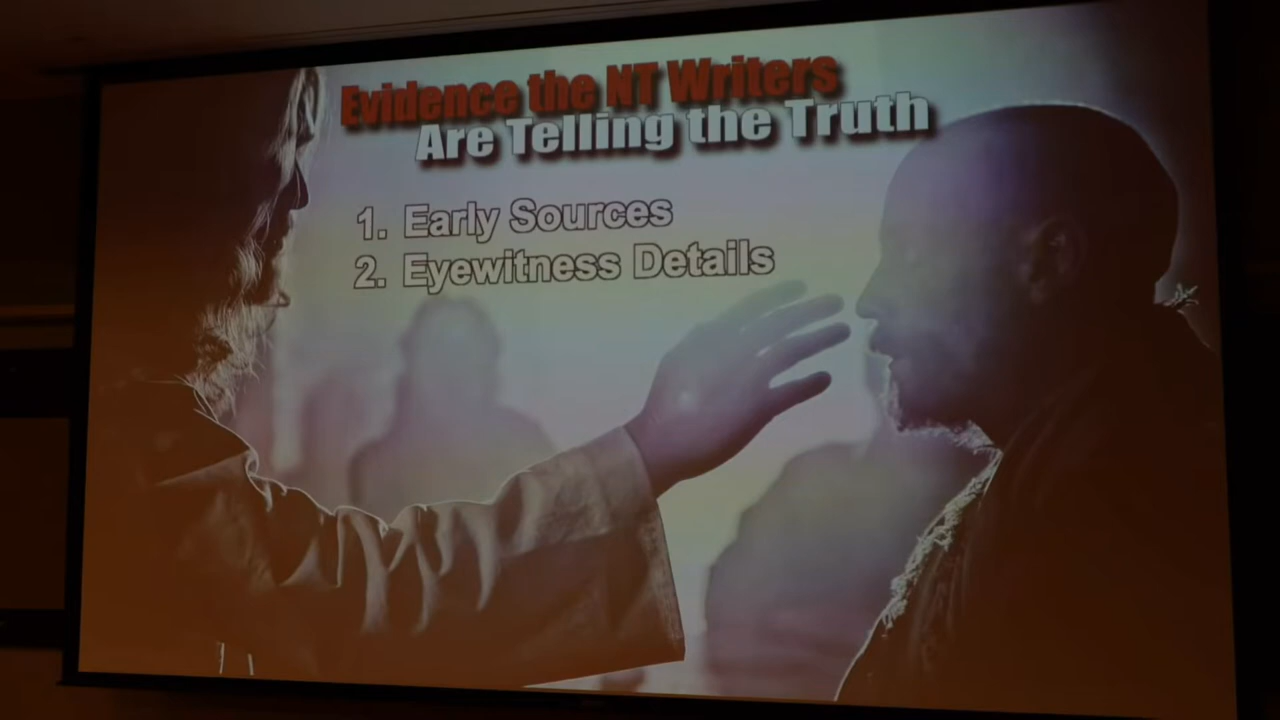 Evidence the NT Writers
Are Telling the Truth
1. Early Sources
2. Eyewitness Details